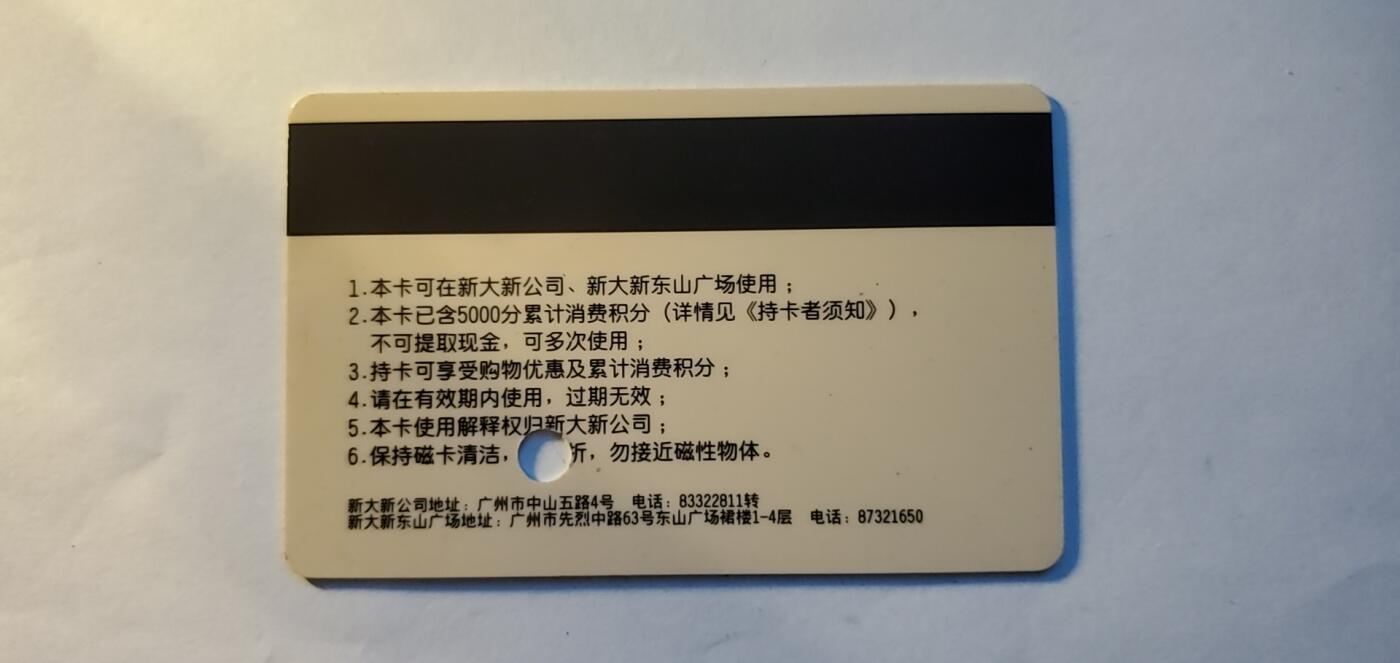 1.本卡可在新大新公司、新大新东山广场使用；
2.本卡已含5000分累计消费积分（详情见《持卡者须知》），
不可提取现金，可多次使用；
3.持卡可享受购物优惠及累计消费积分；
4.请在有效期内使用，过期无效；
5.本卡使用解释权归新大新公司；
6.保持磁卡清洁，折，勿接近磁性物体。
新大新公司地址：广州市中山五路4号　电话：83322811转
新大新东山广场地址：广州市先烈中路63号东山广场裙楼1-4层　电话：87321650